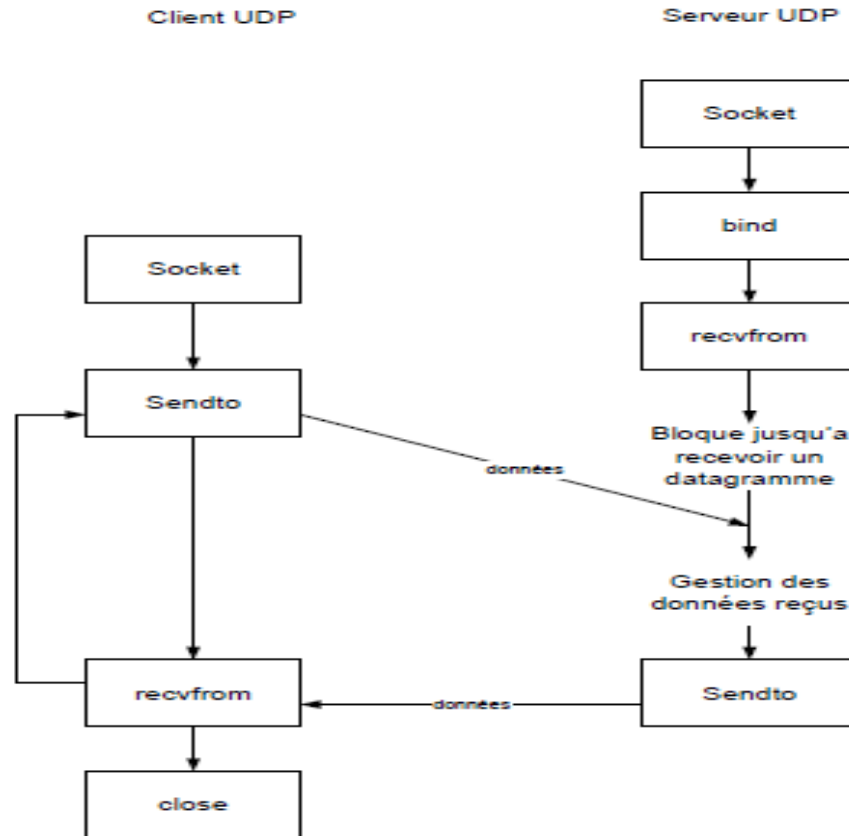 Client UDP
Serveur UDP
Socket
bind
recvfrom
Bloque jusqu'a
recevoir un
datagramme
Gestion des
données reçus
Sendto
Socket
Sendto
données
recvfrom
données
close